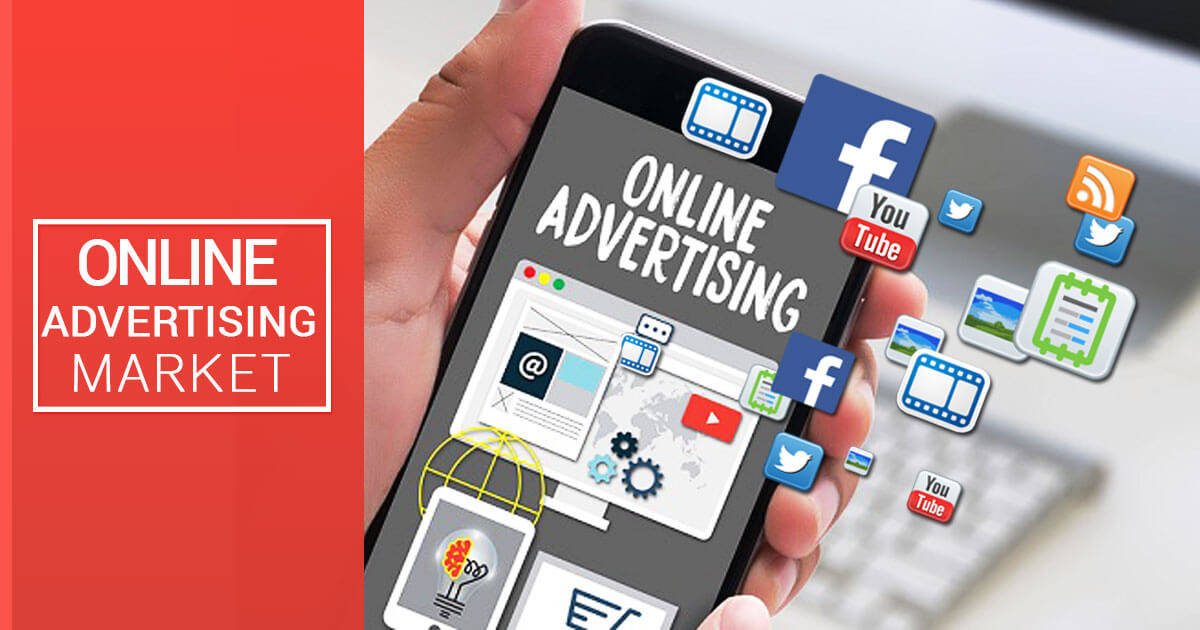 ONLINE
ADVERTISING
MARKET
ONLINE
ADVERTISING
f
You
Tube
@
f
You
Tube